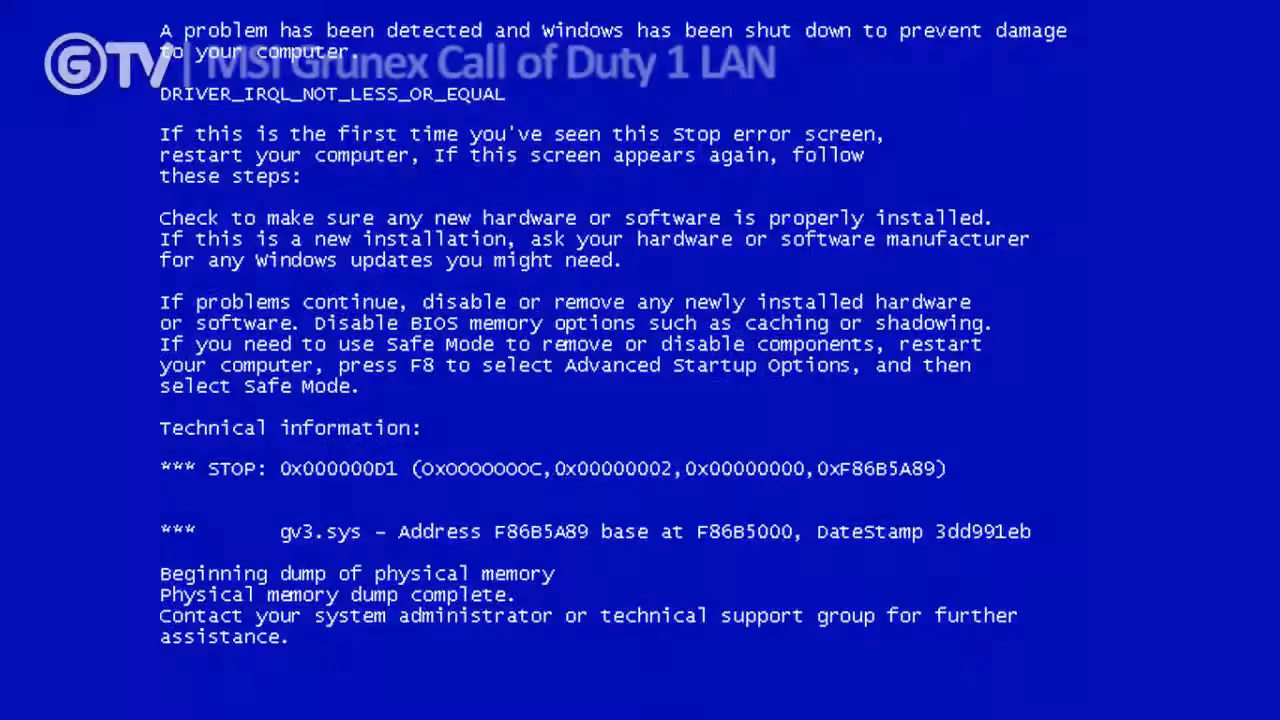 A problem has been detected and Windows has been shut down to prevent damage
to your computer.
GTV | MSI Grunex Call of Duty 1 LAN
DRIVER_IRQL_NOT_LESS_OR_EQUAL
If this is the first time you've seen this Stop error screen,
restart your computer, If this screen appears again, follow
these steps:
Check to make sure any new hardware or software is properly installed.
If this is a new installation, ask your hardware or software manufacturer
for any Windows updates you might need.
If problems continue, disable or remove any newly installed hardware
or software. Disable BIOS memory options such as caching or shadowing.
If you need to use Safe Mode to remove or disable components, restart
your computer, press F8 to select Advanced Startup Options, and then
select Safe Mode.
Technical information:
*** STOP: 0x000000D1 (0x0000000C,0x00000002,0x00000000,0xF86B5A89)
*** gv3.sys – Address F86B5A89 base at F86B5000, DateStamp 3dd991eb
Beginning dump of physical memory
Physical memory dump complete.
Contact your system administrator or technical support group for further
assistance.